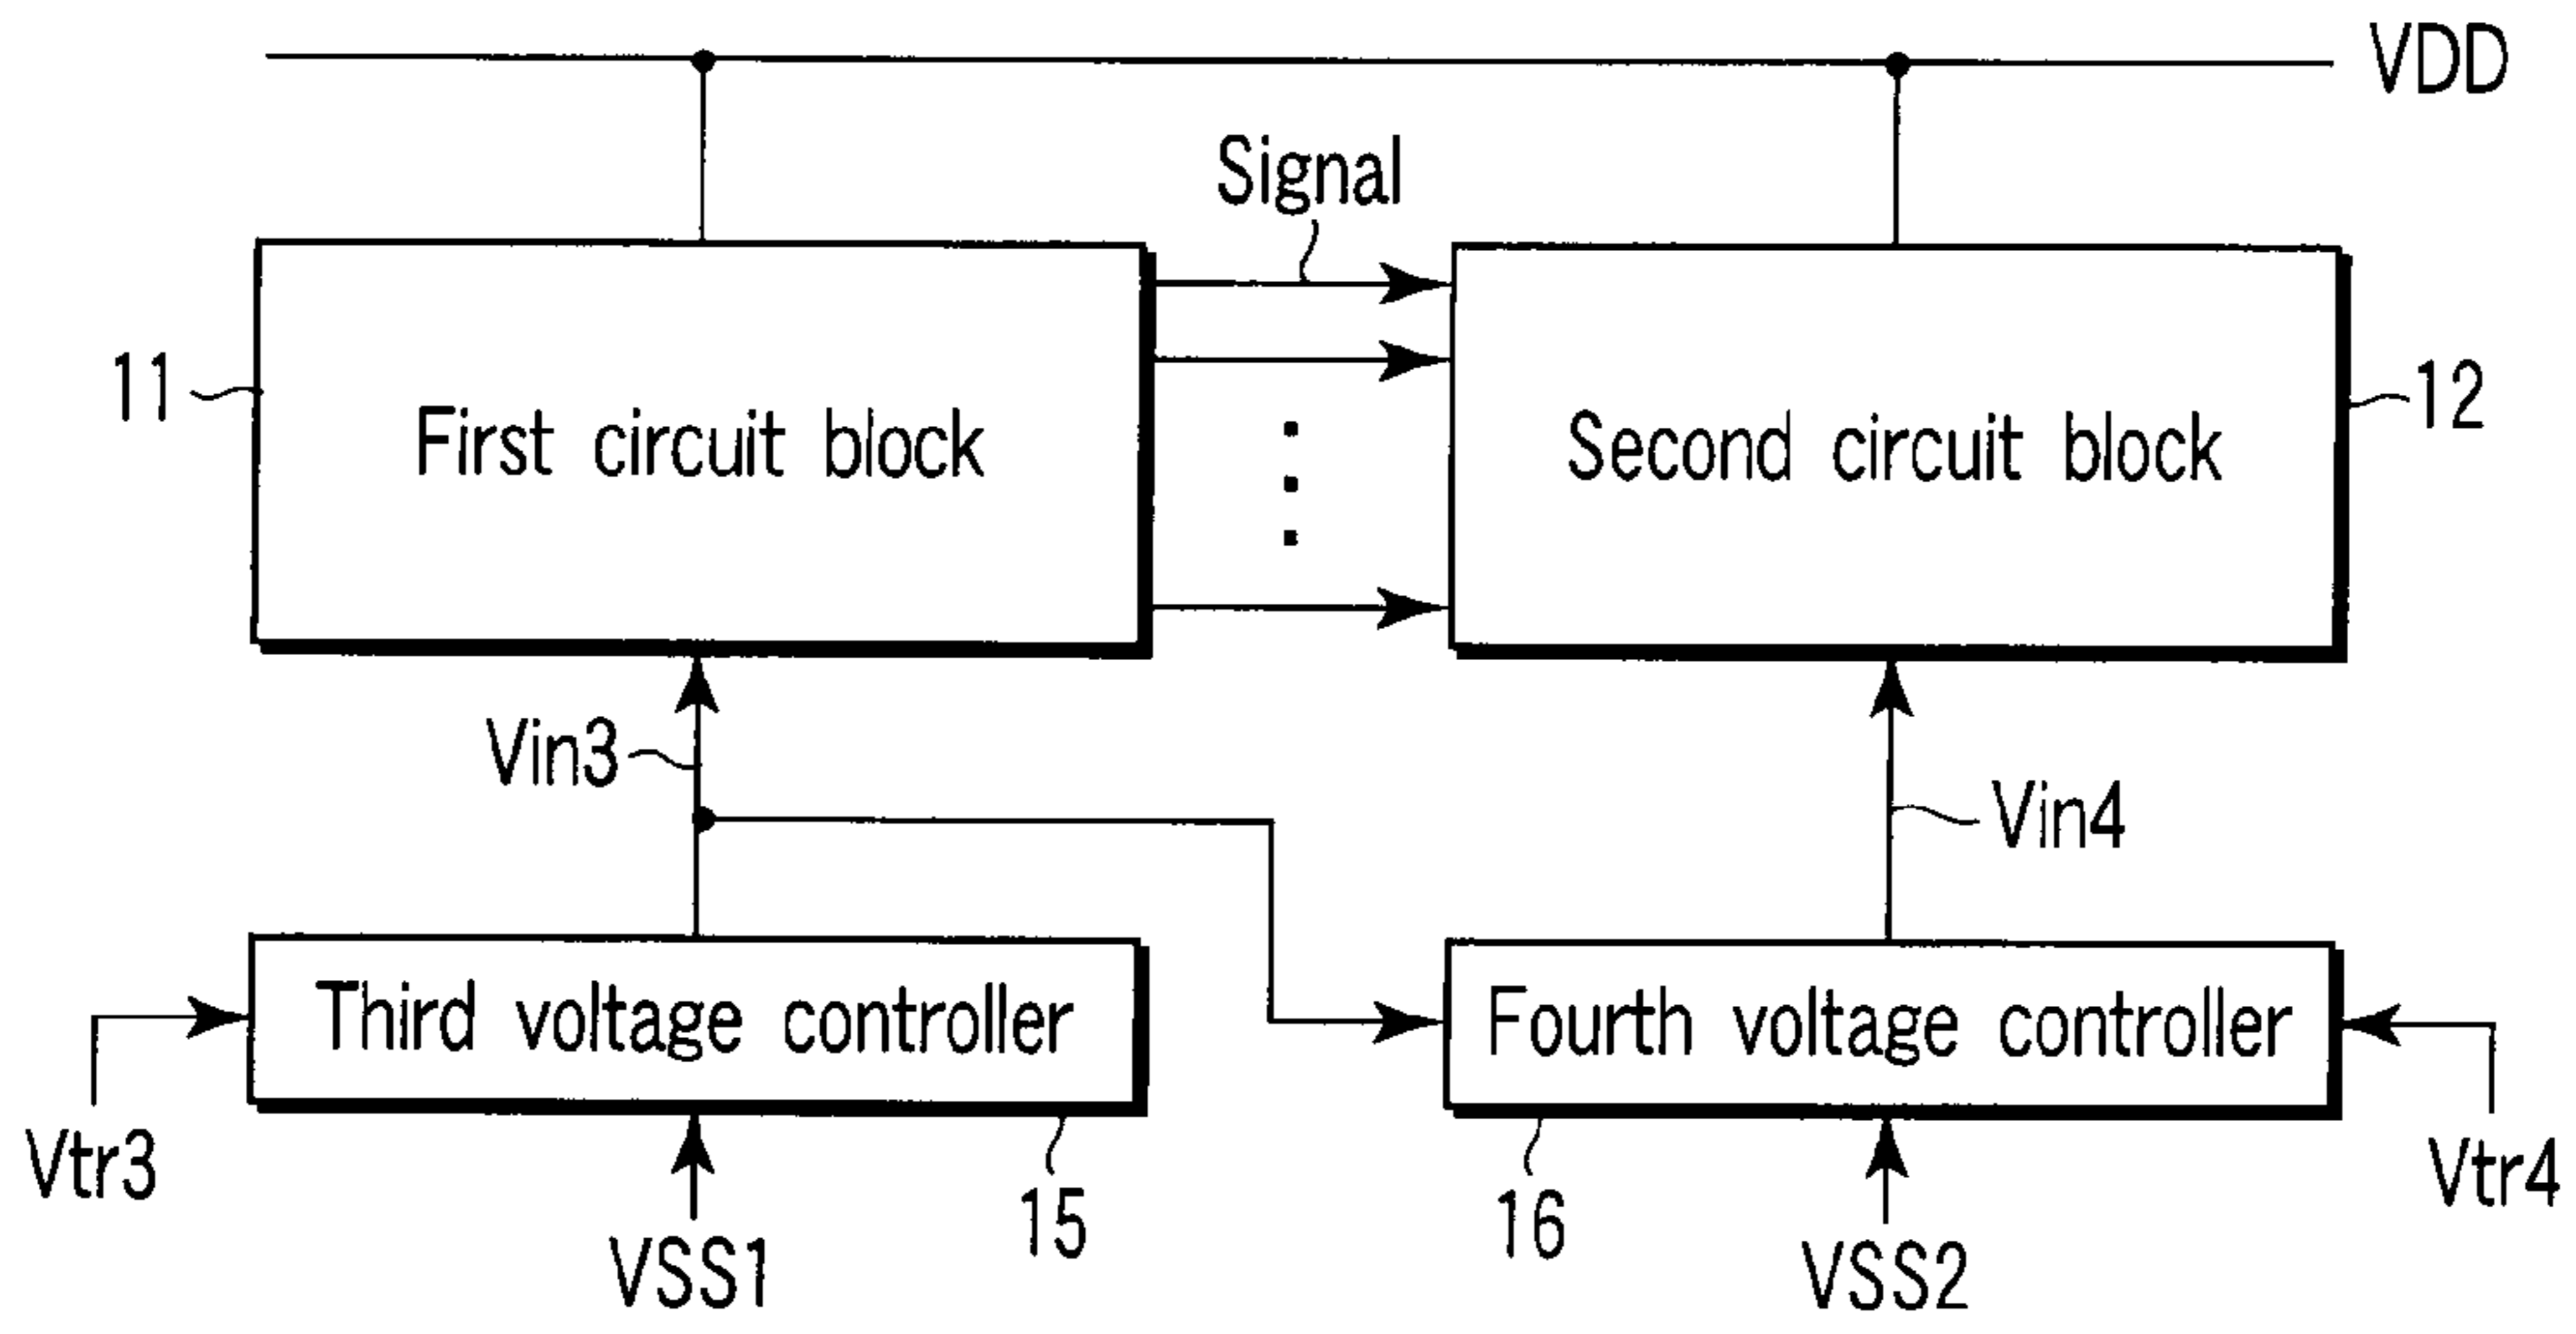 VDD
Signal
11
First circuit block
Second circuit block
12
Vin3
Vin4
Third voltage controller
Fourth voltage controller
Vtr3
VSS1
15
16
VSS2
Vtr4